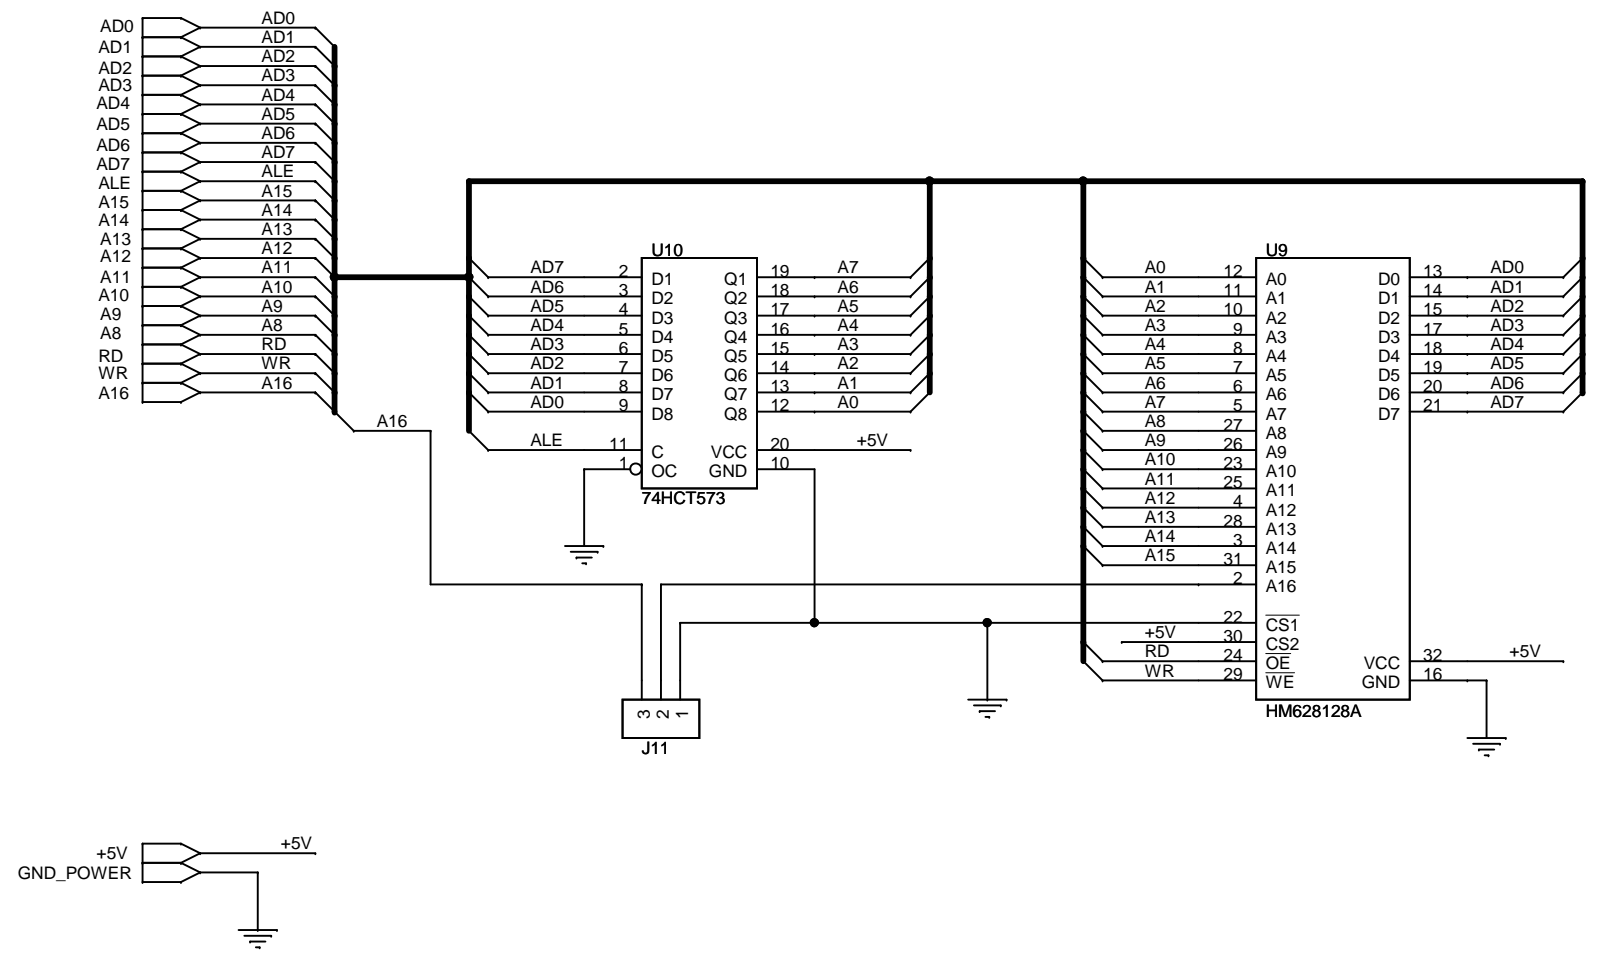 AD0 AD0
AD1 AD1
AD2 AD2
AD3 AD3
AD4 AD4
AD5 AD5
AD6 AD6
AD7 AD7
ALE ALE
A15 A15
A14 A14
A13 A13
A12 A12
A11 A11
A10 A10
A9 A9
A8 A8
RD RD
WR WR
A16 A16
A16
U10
AD7 2 D1 Q1 19 A7
AD6 3 D2 Q2 18 A6
AD5 4 D3 Q3 17 A5
AD4 5 D4 Q4 16 A4
AD3 6 D5 Q5 15 A3
AD2 7 D6 Q6 14 A2
AD1 8 D7 Q7 13 A1
AD0 9 D8 Q8 12 A0
ALE 11 C VCC 20 +5V
1 OC GND 10
74HCT573
U9
A0 12 A0 D0 13 AD0
A1 11 A1 D1 14 AD1
A2 10 A2 D2 15 AD2
A3 9 A3 D3 17 AD3
A4 8 A4 D4 18 AD4
A5 7 A5 D5 19 AD5
A6 6 A6 D6 20 AD6
A7 5 A7 D7 21 AD7
A8 27 A8
A9 26 A9
A10 23 A10
A11 25 A11
A12 4 A12
A13 28 A13
A14 3 A14
A15 31 A15
2 A16
22 CS1
+5V 30 CS2
RD 24 OE VCC 32 +5V
WR 29 WE GND 16
HM628128A
3 2 1
J11
+5V +5V
GND_POWER